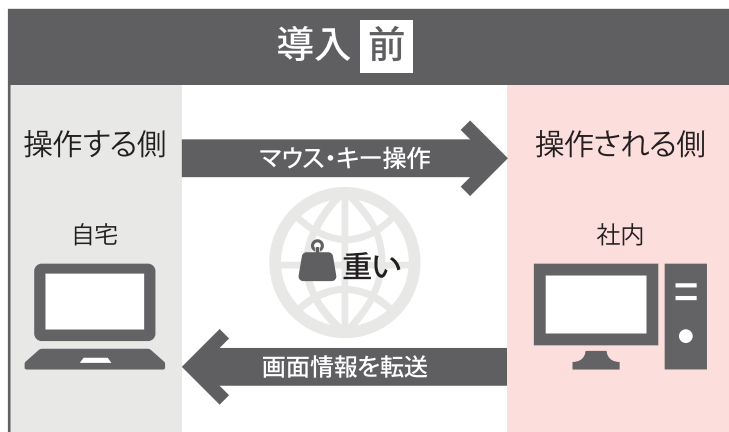 導入 前
操作する側
マウス・キー操作
操作される側
自宅
重い
社内
画面情報を転送